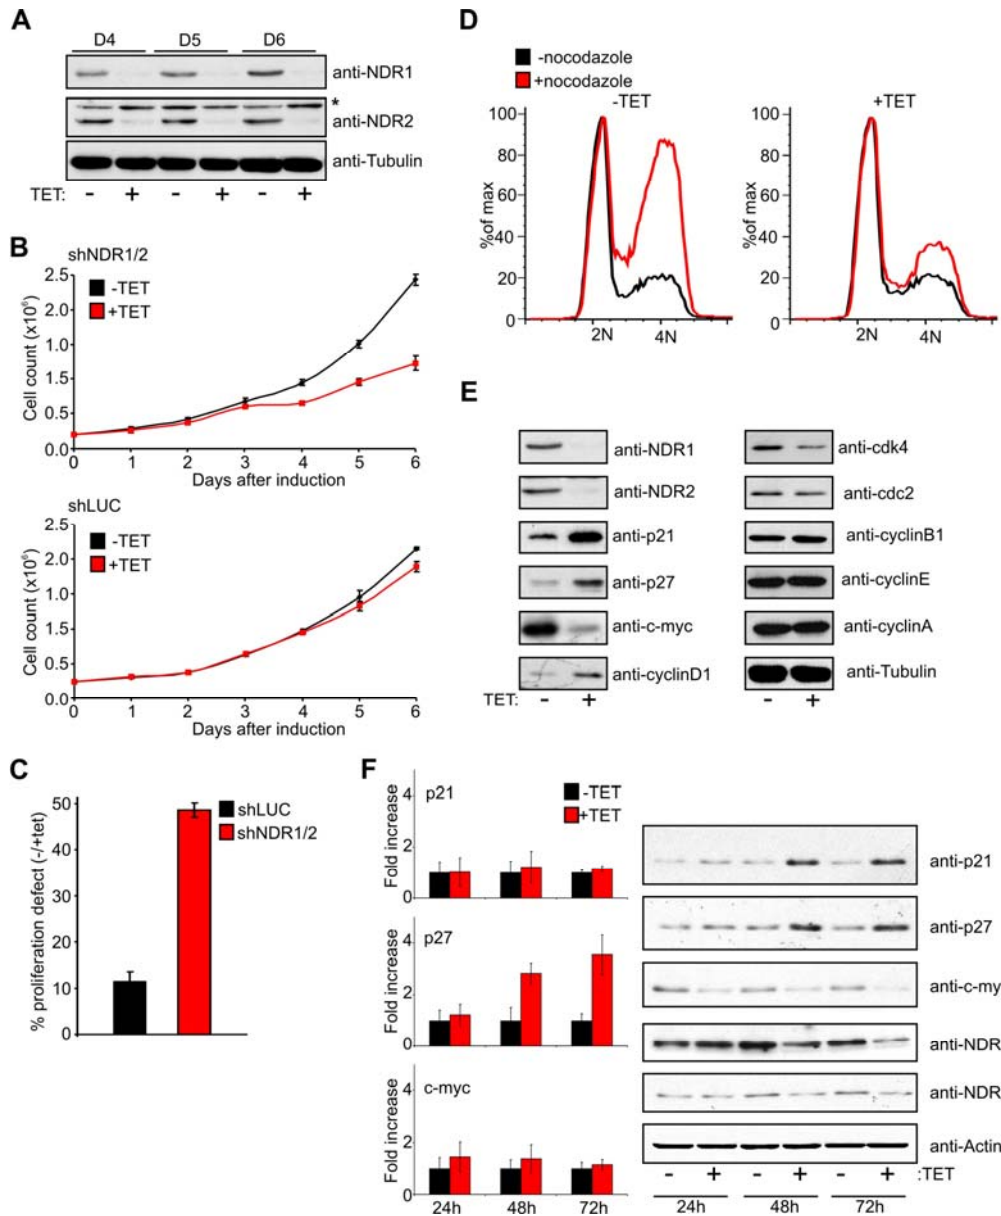 A
D4 D5 D6
anti-NDR1
*
anti-NDR2
anti-Tubulin
TET: - + - + - +
B
shNDR1/2
-TET
+TET
Cell count (x10⁶)
2.5
2.0
1.0
1.5
0.5
0.0
0 1 2 3 4 5 6
Days after induction
shLUC
-TET
+TET
Cell count (x10⁶)
2.5
2.0
1.0
1.5
0.5
0.0
0 1 2 3 4 5 6
Days after induction
C
% proliferation defect (-/+tet)
50
40
30
20
10
0
shLUC
shNDR1/2
D
-nocodazole
+nocodazole
-TET
%of max
100
80
60
40
20
0
2N 4N
+TET
%of max
100
80
60
40
20
0
2N 4N
E
anti-NDR1
anti-NDR2
anti-p21
anti-p27
anti-c-myc
anti-cyclinD1
TET: - +
anti-cdk4
anti-cdc2
anti-cyclinB1
anti-cyclinE
anti-cyclinA
anti-Tubulin
- +
F
p21
-TET
+TET
Fold increase
4
2
0
p27
Fold increase
4
2
0
c-myc
Fold increase
4
2
0
24h 48h 72h
anti-p21
anti-p27
anti-c-my
anti-NDR
anti-NDR
anti-Actin
- + - + - + :TET
24h 48h 72h